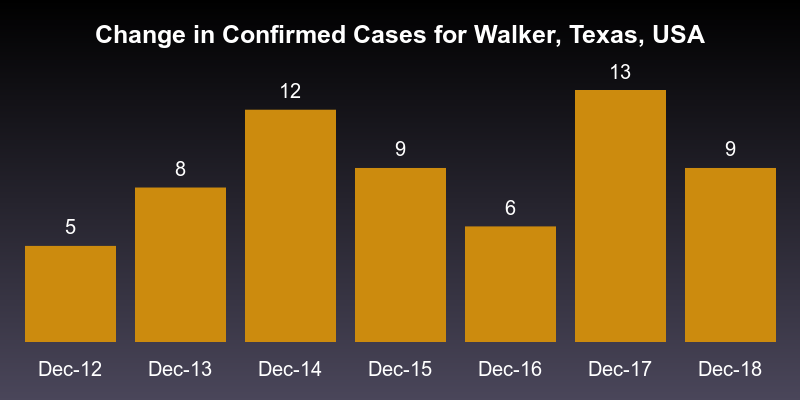 Change in Confirmed Cases for Walker, Texas, USA
5 8 12 9 6 13 9
Dec-12 Dec-13 Dec-14 Dec-15 Dec-16 Dec-17 Dec-18